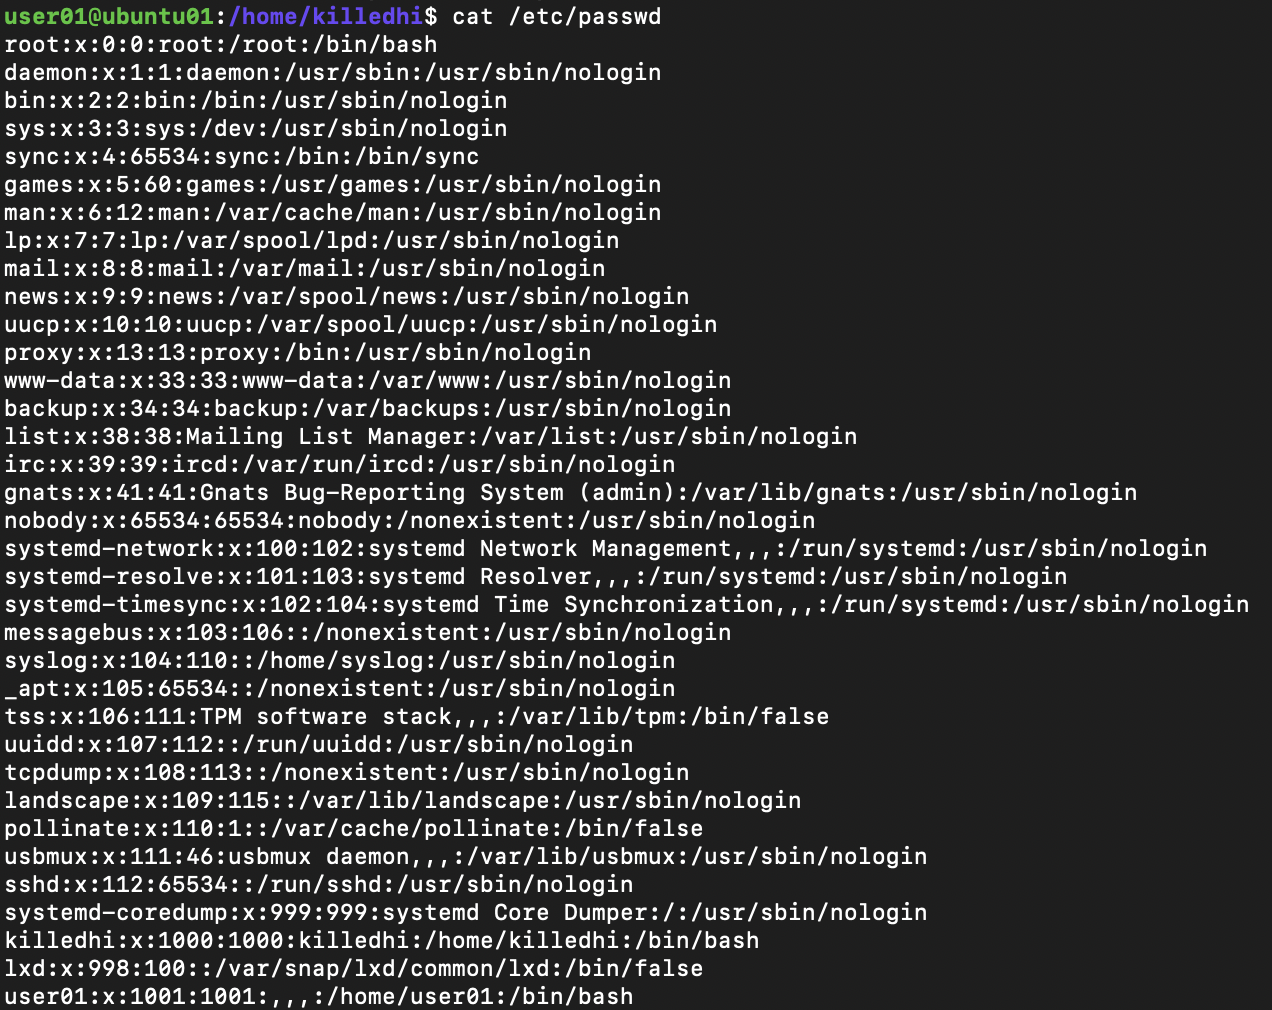 user01@ubuntu01:/home/killedhi$ cat /etc/passwd
root:x:0:0:root:/root:/bin/bash
daemon:x:1:1:daemon:/usr/sbin:/usr/sbin/nologin
bin:x:2:2:bin:/bin:/usr/sbin/nologin
sys:x:3:3:sys:/dev:/usr/sbin/nologin
sync:x:4:65534:sync:/bin:/bin/sync
games:x:5:60:games:/usr/games:/usr/sbin/nologin
man:x:6:12:man:/var/cache/man:/usr/sbin/nologin
lp:x:7:7:lp:/var/spool/lpd:/usr/sbin/nologin
mail:x:8:8:mail:/var/mail:/usr/sbin/nologin
news:x:9:9:news:/var/spool/news:/usr/sbin/nologin
uucp:x:10:10:uucp:/var/spool/uucp:/usr/sbin/nologin
proxy:x:13:13:proxy:/bin:/usr/sbin/nologin
www-data:x:33:33:www-data:/var/www:/usr/sbin/nologin
backup:x:34:34:backup:/var/backups:/usr/sbin/nologin
list:x:38:38:Mailing List Manager:/var/list:/usr/sbin/nologin
irc:x:39:39:ircd:/var/run/ircd:/usr/sbin/nologin
gnats:x:41:41:Gnats Bug-Reporting System (admin):/var/lib/gnats:/usr/sbin/nologin
nobody:x:65534:65534:nobody:/nonexistent:/usr/sbin/nologin
systemd-network:x:100:102:systemd Network Management,,,:/run/systemd:/usr/sbin/nologin
systemd-resolve:x:101:103:systemd Resolver,,,:/run/systemd:/usr/sbin/nologin
systemd-timesync:x:102:104:systemd Time Synchronization,,,:/run/systemd:/usr/sbin/nologin
messagebus:x:103:106::/nonexistent:/usr/sbin/nologin
syslog:x:104:110::/home/syslog:/usr/sbin/nologin
_apt:x:105:65534::/nonexistent:/usr/sbin/nologin
tss:x:106:111:TPM software stack,,,:/var/lib/tpm:/bin/false
uuidd:x:107:112::/run/uuidd:/usr/sbin/nologin
tcpdump:x:108:113::/nonexistent:/usr/sbin/nologin
landscape:x:109:115::/var/lib/landscape:/usr/sbin/nologin
pollinate:x:110:1::/var/cache/pollinate:/bin/false
usbmux:x:111:46:usbmux daemon,,,:/var/lib/usbmux:/usr/sbin/nologin
sshd:x:112:65534::/run/sshd:/usr/sbin/nologin
systemd-coredump:x:999:999:systemd Core Dumper:/:/usr/sbin/nologin
killedhi:x:1000:1000:killedhi:/home/killedhi:/bin/bash
lxd:x:998:100::/var/snap/lxd/common/lxd:/bin/false
user01:x:1001:1001:,,,:/home/user01:/bin/bash